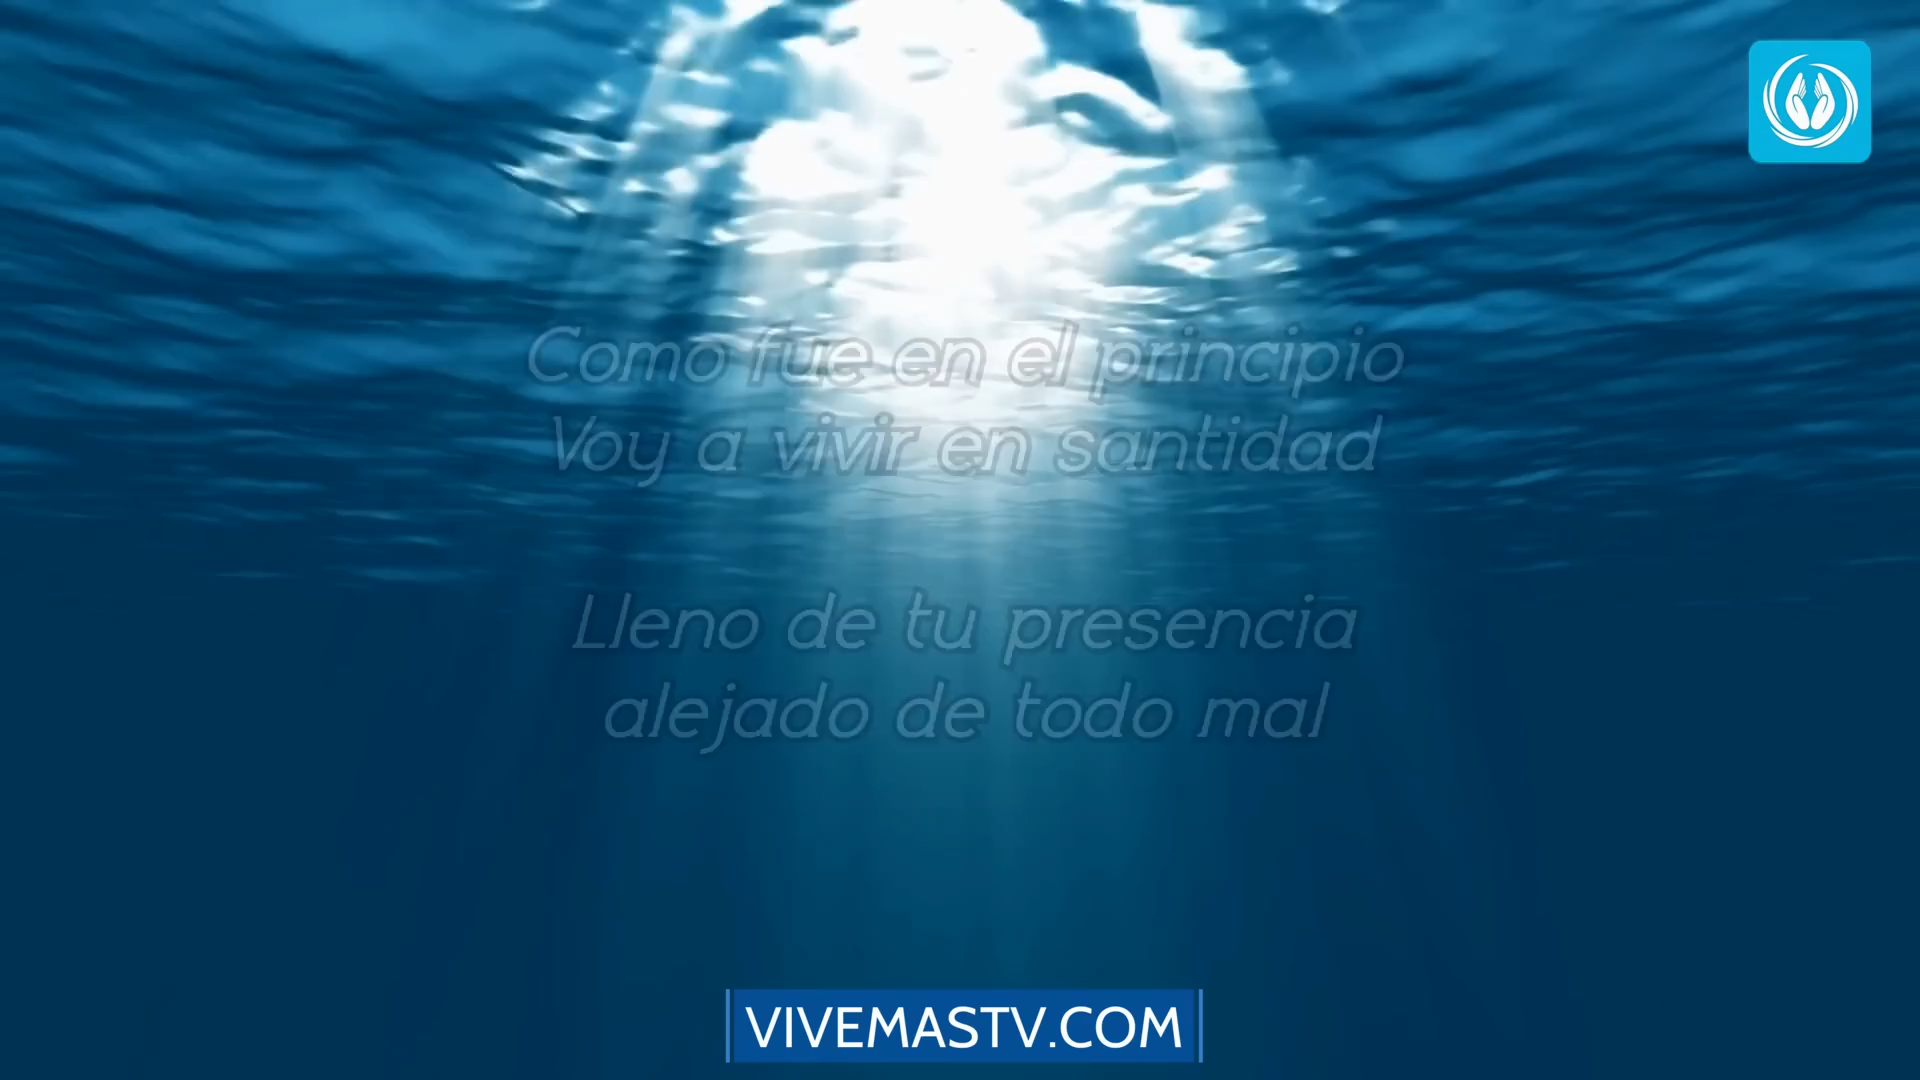 Como fue en el principio
Voy a vivir en santidad
Lleno de tu presencia
alejado de todo mal
VIVEMASTV.COM